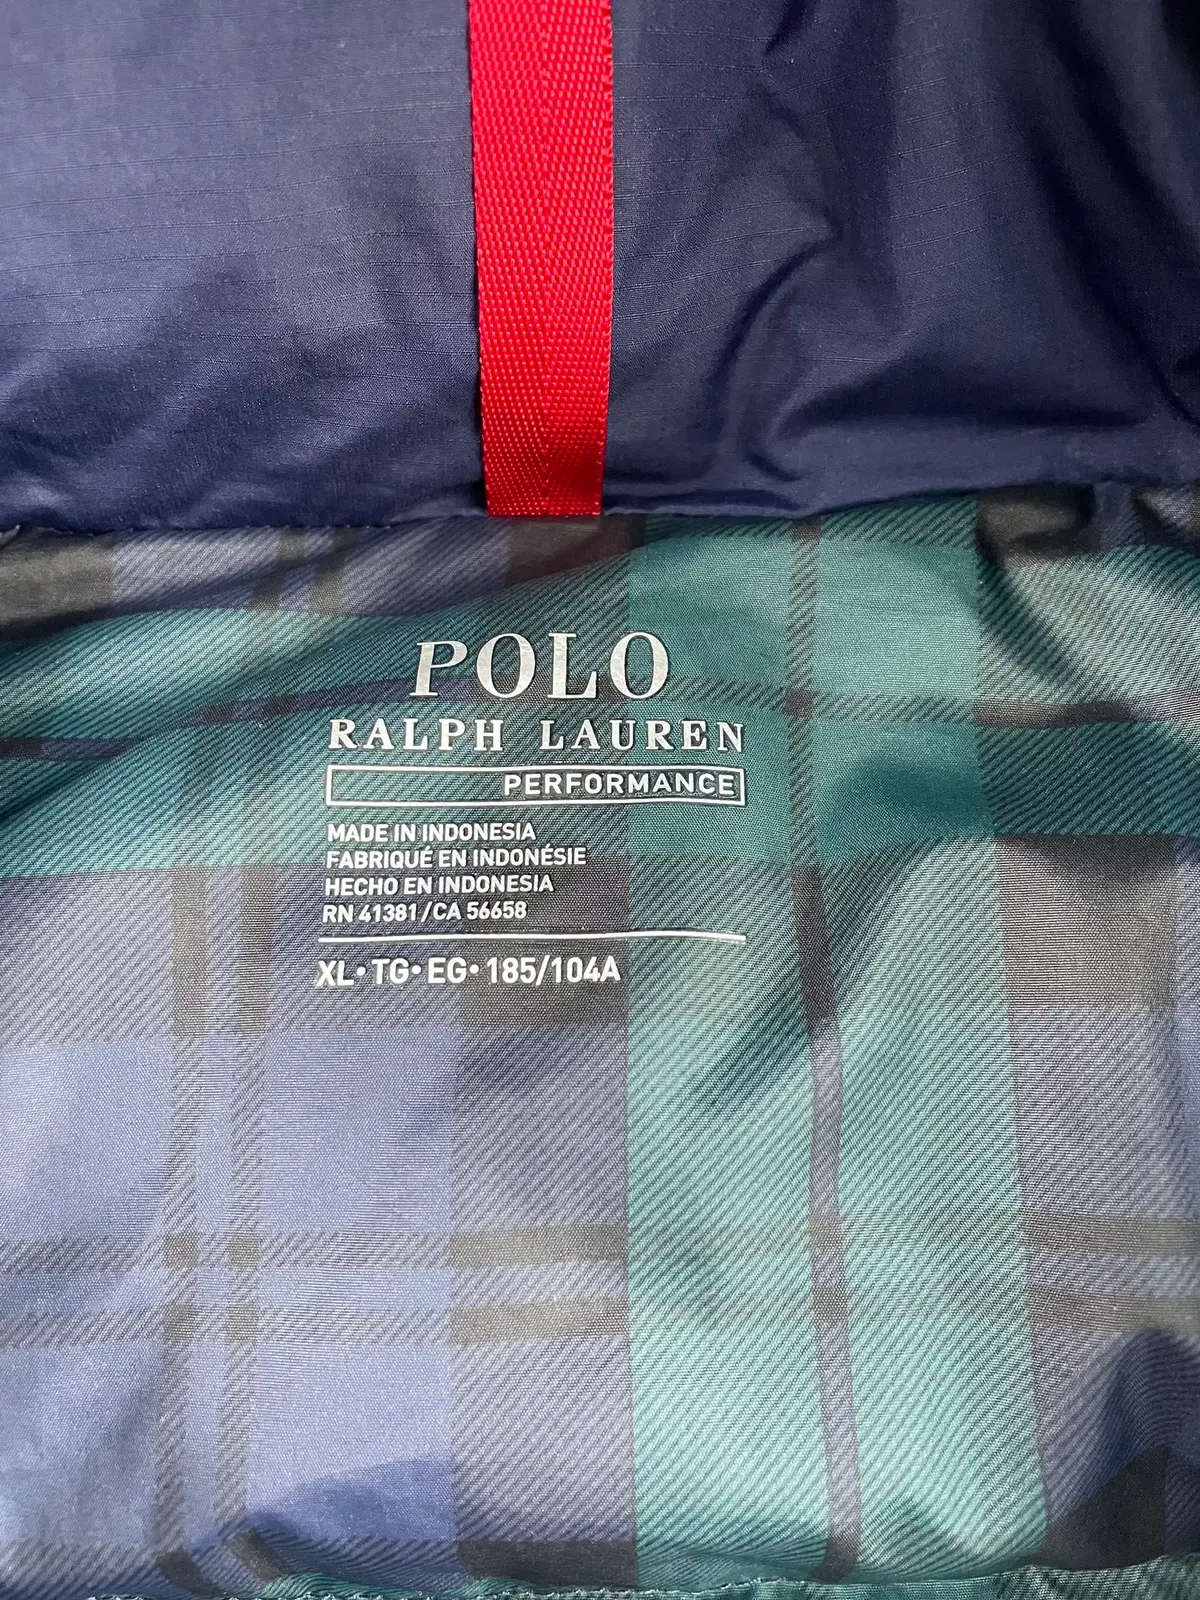 POLO
RALPH LAUREN
PERFORMANCE
MADE IN INDONESIA
FABRIQUÉ EN INDONÉSIE
HECHO EN INDONESIA
RN 41381/CA 56658
XL•TG•EG•185/104A